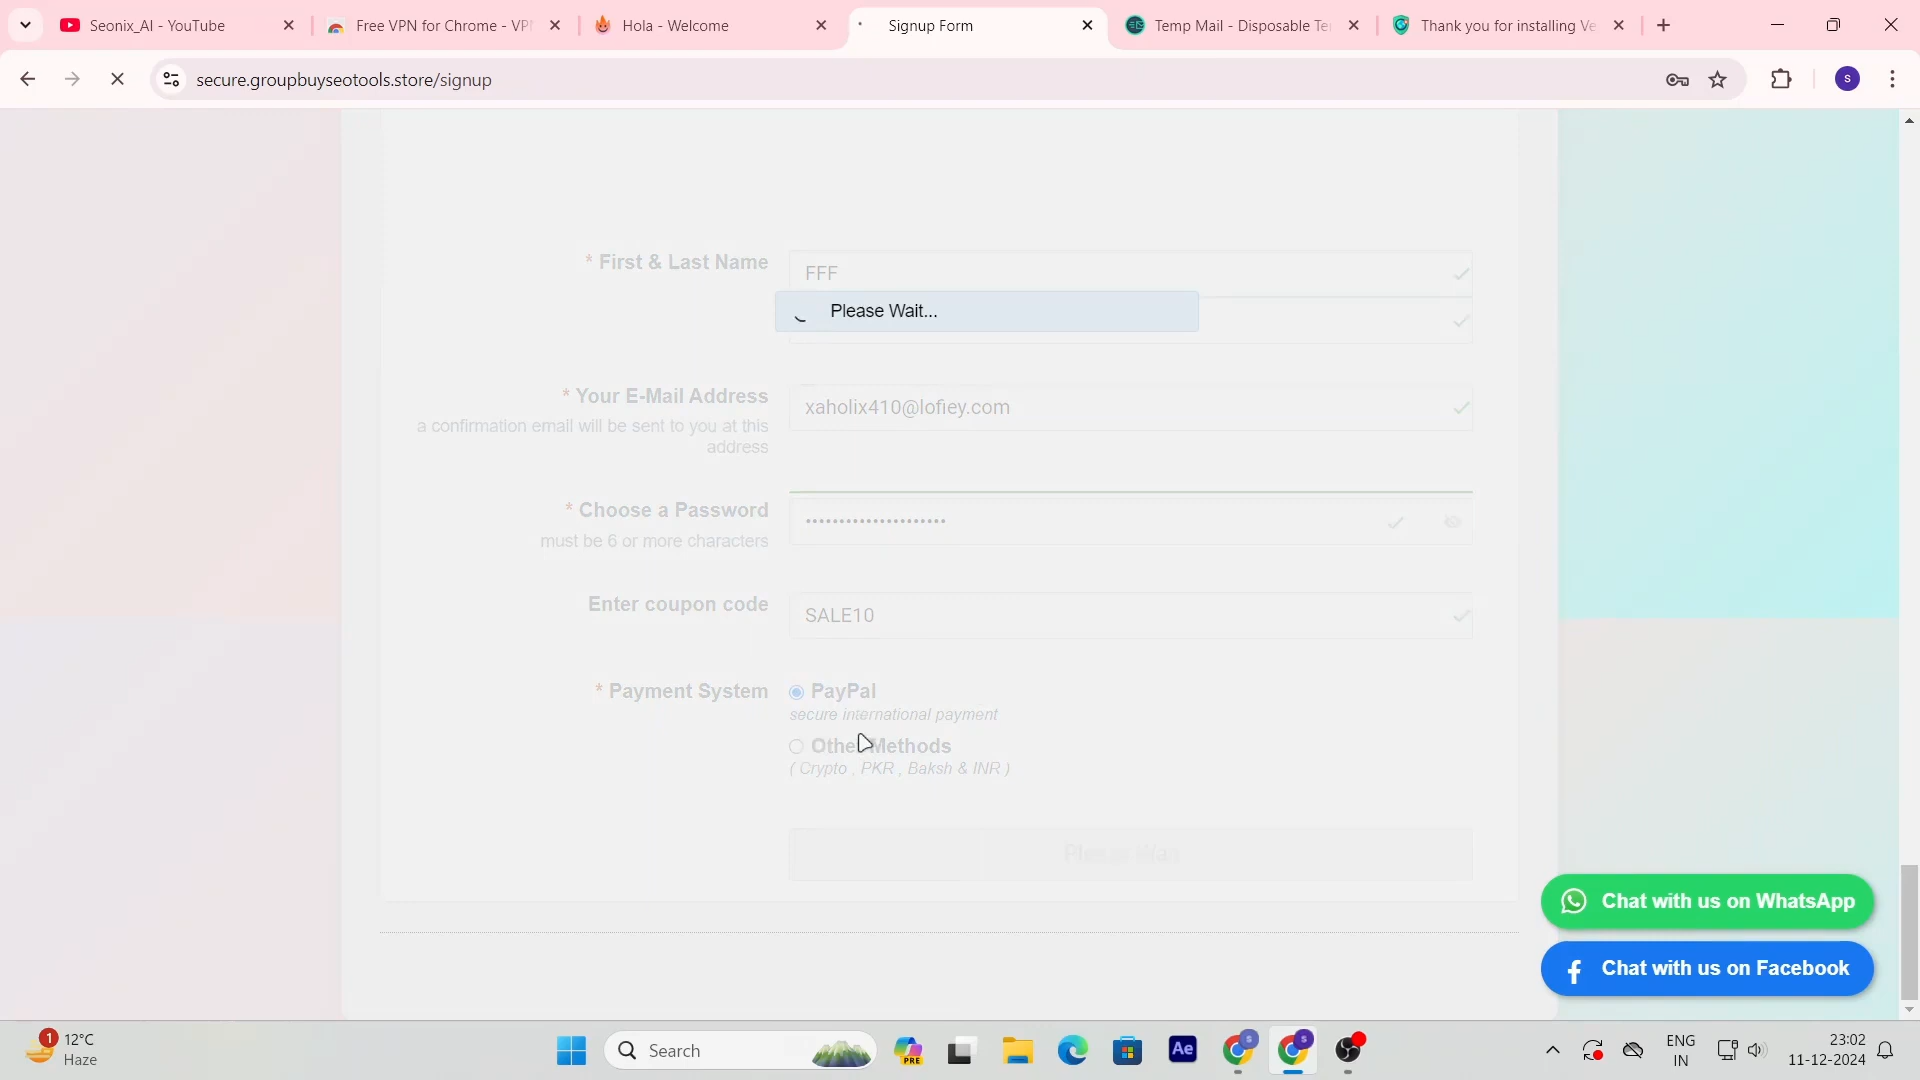 Seonix_AI - YouTube
Free VPN for Chrome - VP
Hola - Welcome
Signup Form
Temp Mail - Disposable Te
Thank you for installing Ve
secure.groupbuyseotools.store/signup
s
* First & Last Name
FFF
Please Wait...
* Your E-Mail Address
xaholix410@lofiey.com
a confirmation email will be sent to you at this
address
* Choose a Password
must be 6 or more characters
Enter coupon code
SALE10
* Payment System
PayPal
secure international payment
Other Methods
( Crypto , PKR , Baksh & INR )
Chat with us on WhatsApp
Chat with us on Facebook
1
12°C
Haze
Search
PRE
Ae
S
S
ENG
IN
23:02
11-12-2024